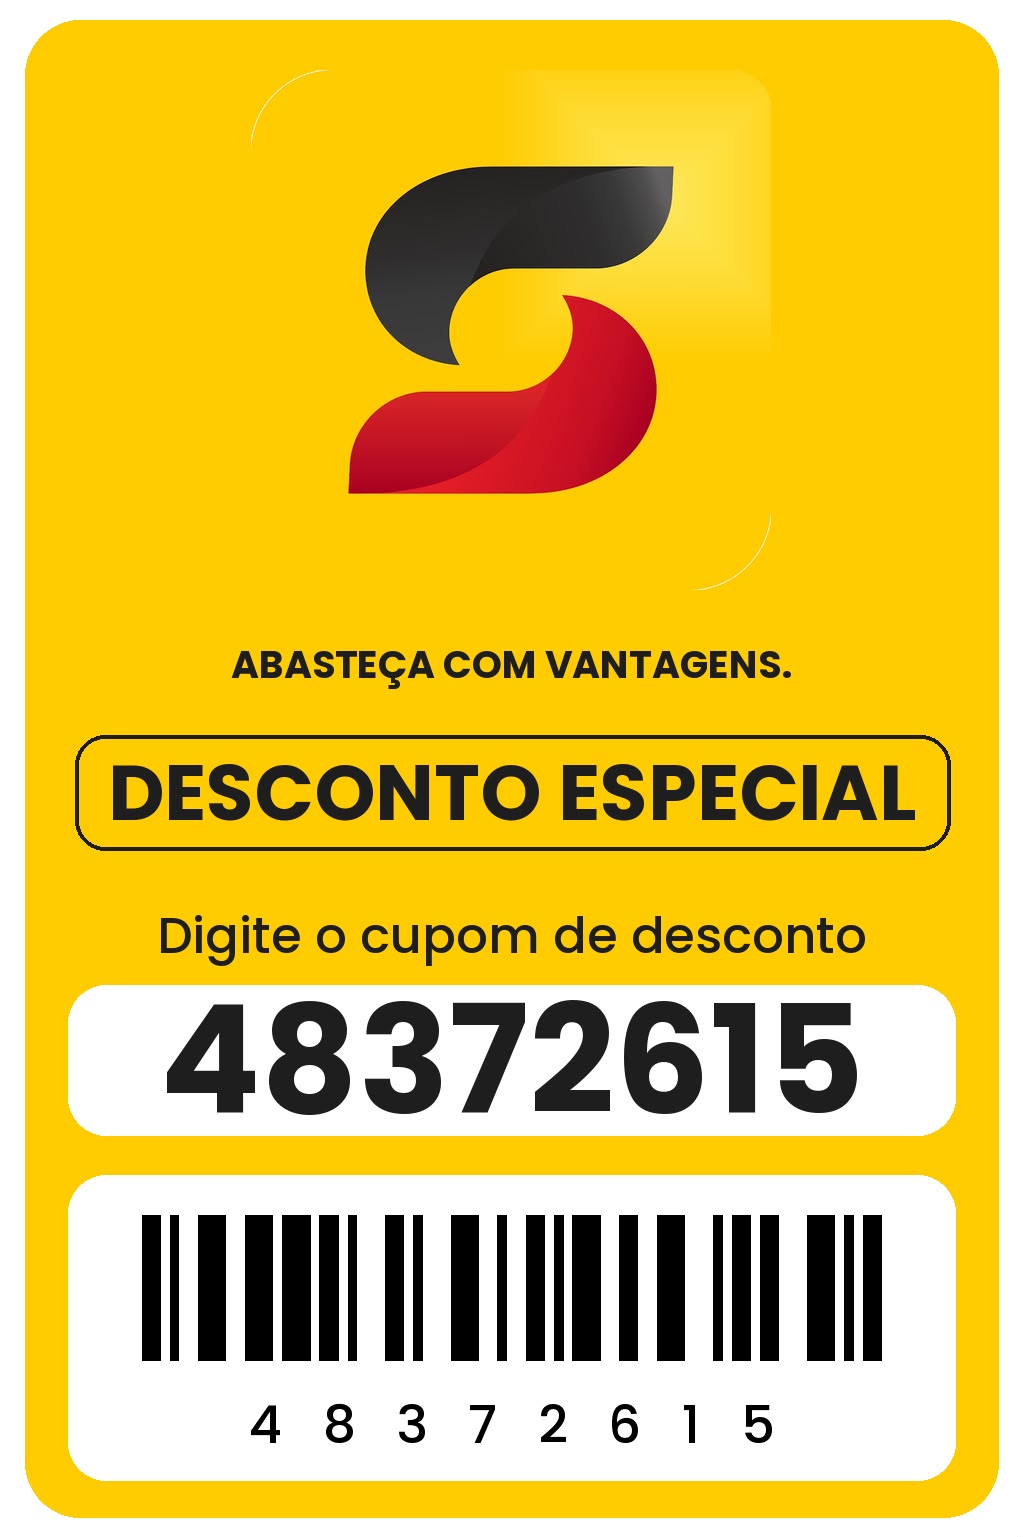 ABASTEÇA COM VANTAGENS.
DESCONTO ESPECIAL
Digite o cupom de desconto
48372615
4 8 3 7 2 6 1 5